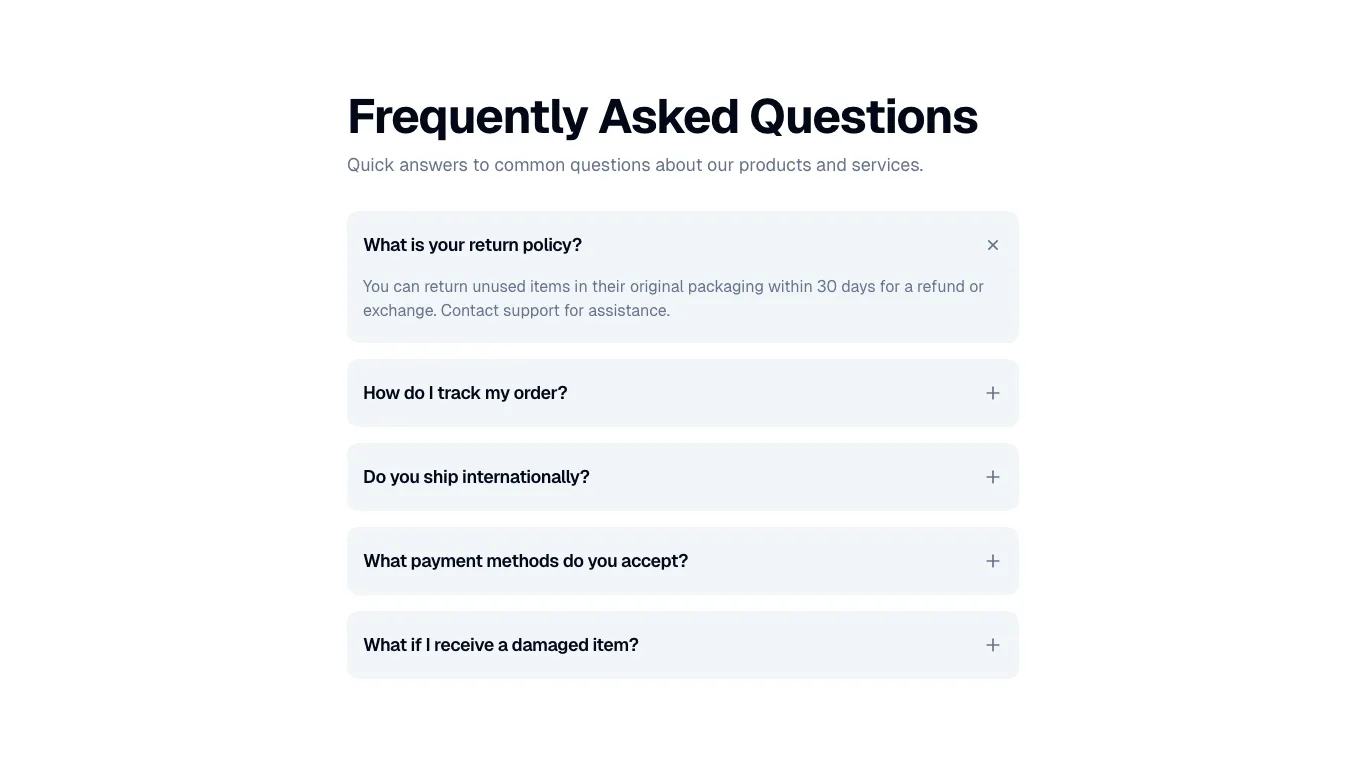 Frequently Asked Questions
Quick answers to common questions about our products and services.
What is your return policy?
You can return unused items in their original packaging within 30 days for a refund or
exchange. Contact support for assistance.
How do I track my order?
Do you ship internationally?
What payment methods do you accept?
What if I receive a damaged item?